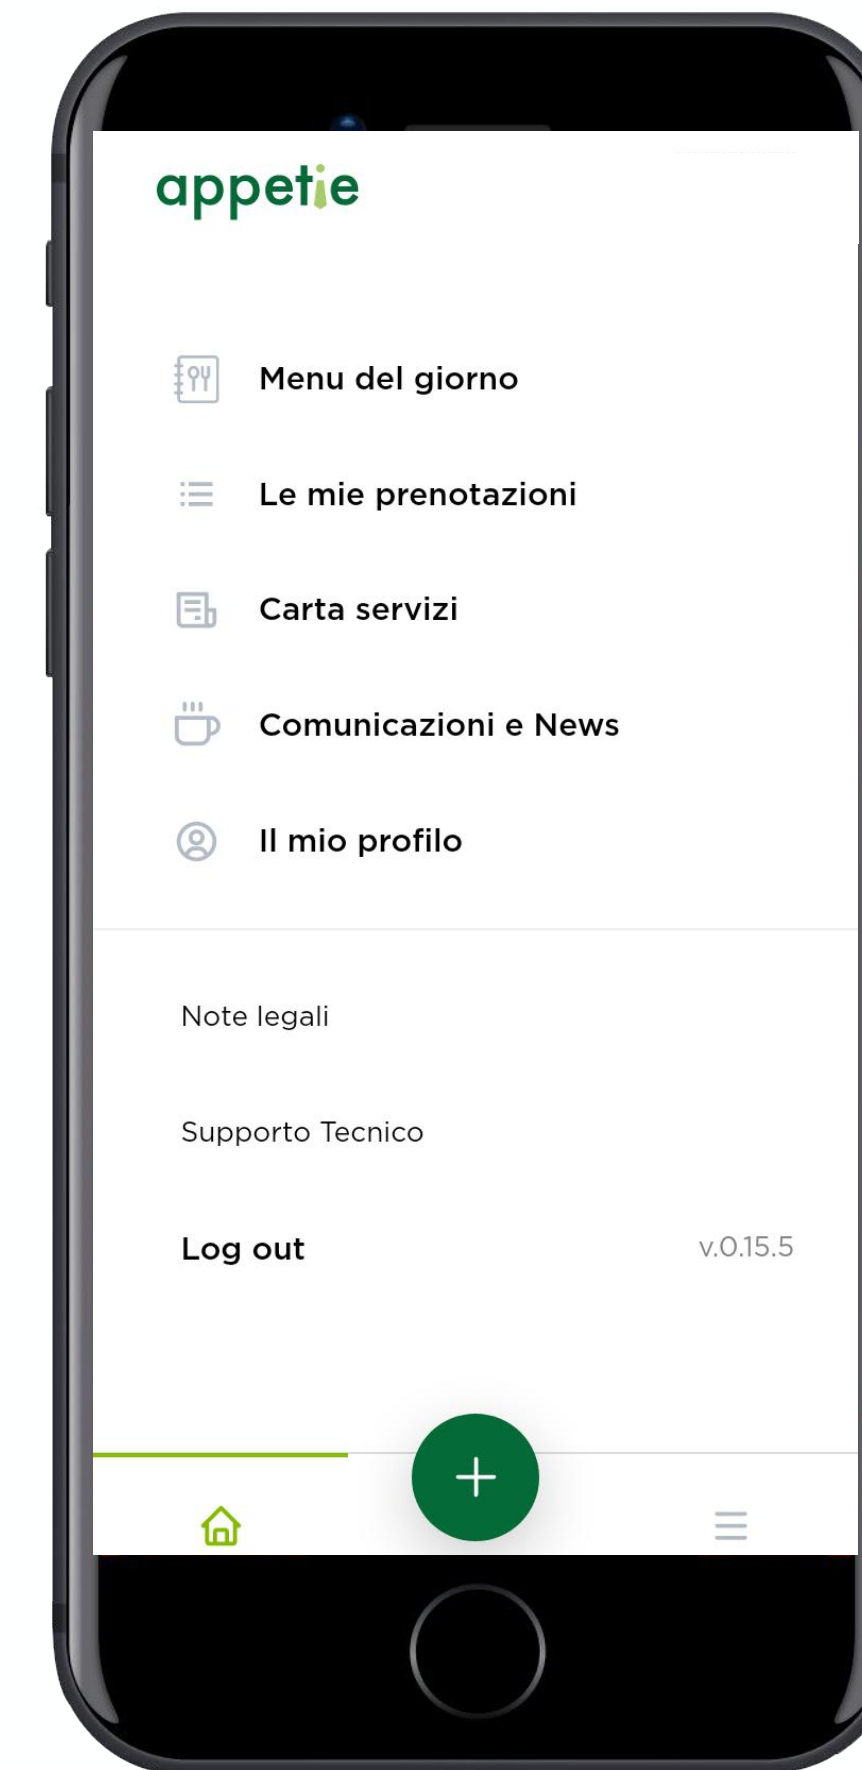 appetie
Menu del giorno
Le mie prenotazioni
Carta servizi
Comunicazioni e News
Il mio profilo
Note legali
Supporto Tecnico
Log out v.0.15.5